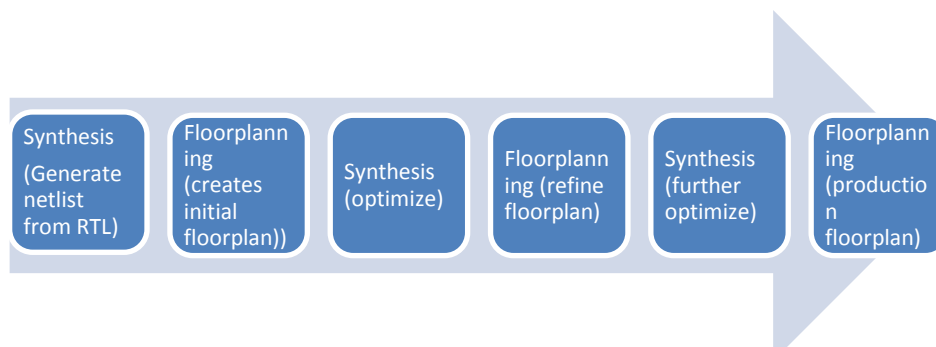 Synthesis
(Generate
netlist
from RTL)
Floorplann
ing
(creates
initial
floorplan))
Synthesis
(optimize)
Floorplann
ing (refine
floorplan)
Synthesis
(further
optimize)
Floorplann
ing
(productio
n
floorplan)